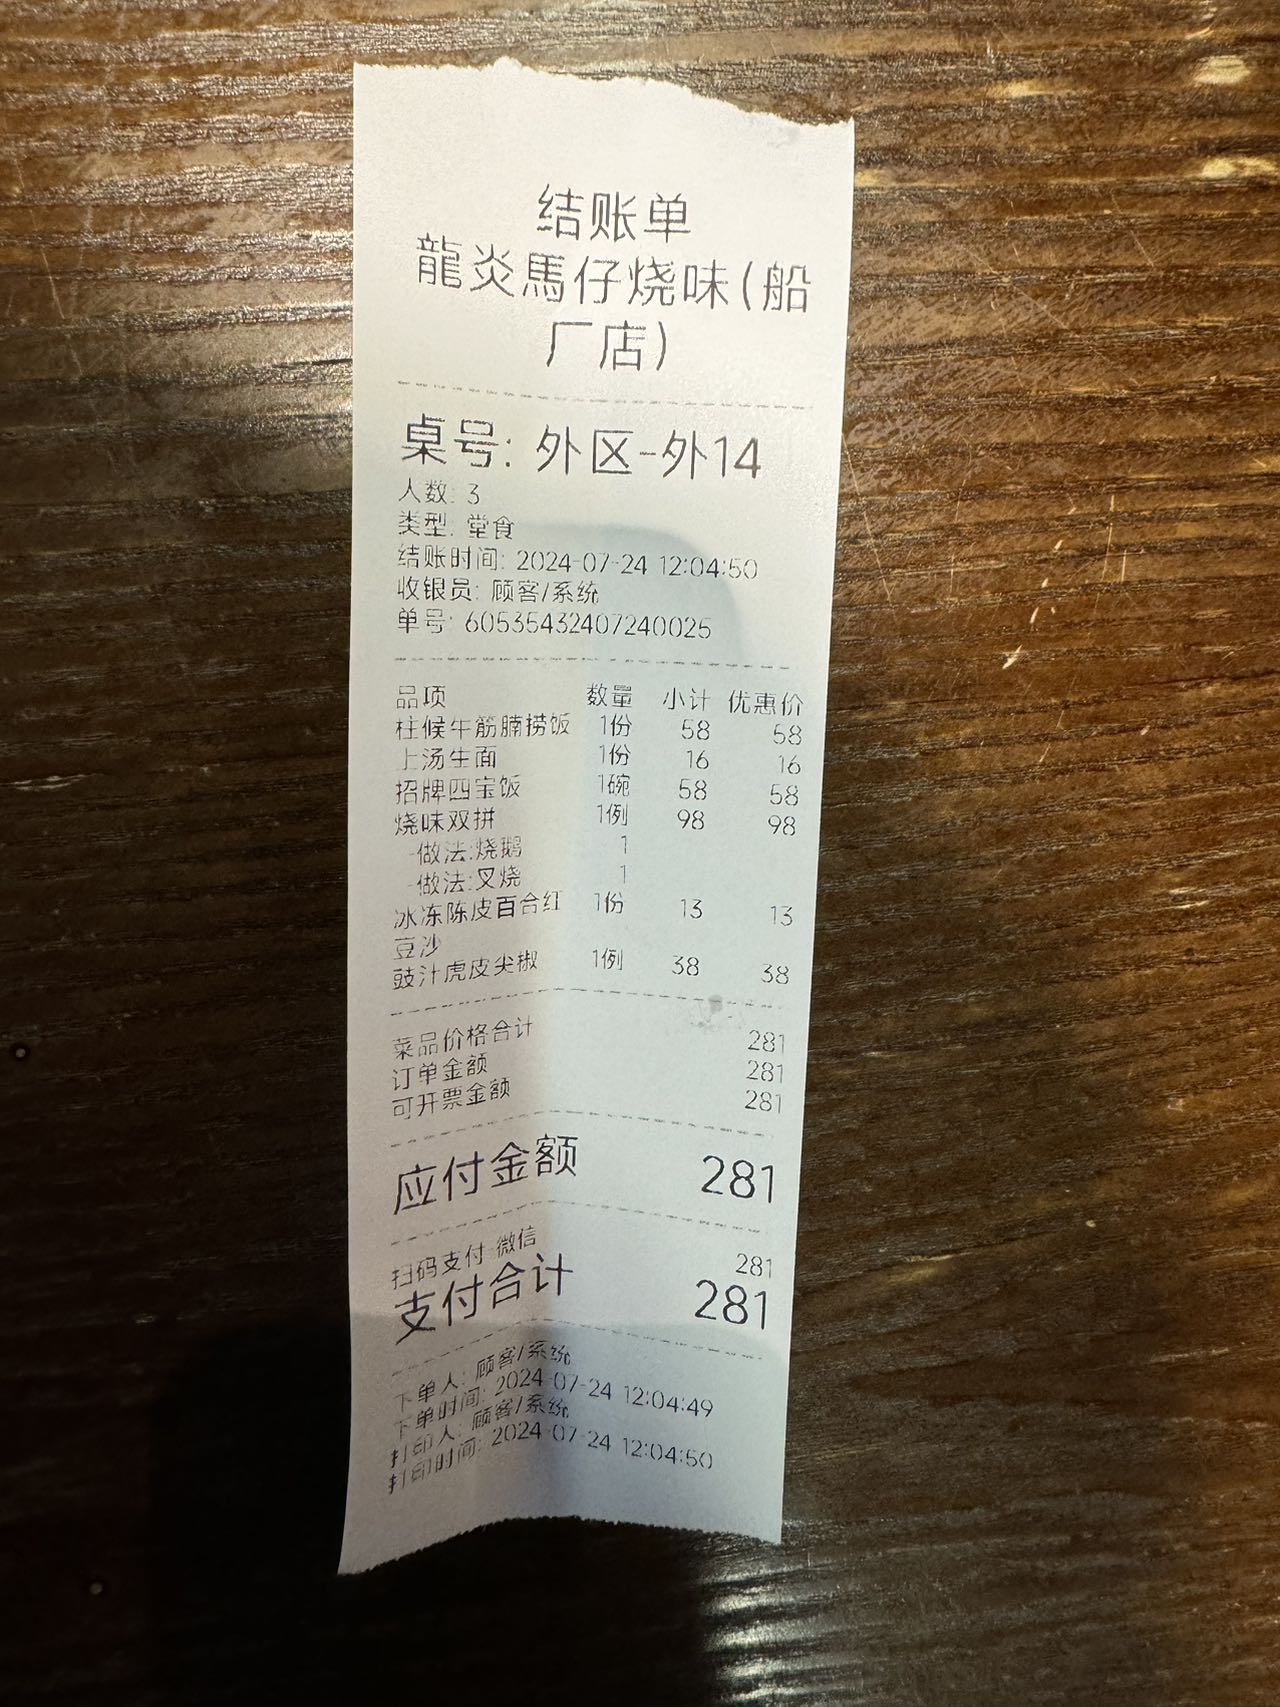 结账单
龍炎馬仔烧味(船
厂店)
桌号: 外区-外14
人数: 3
类型: 堂食
结账时间: 2024-07-24 12:04:50
收银员: 顾客/系统
单号: 605354324072400​25
品项 数量 小计 优惠价
柱候牛筋腩捞饭 1份 58 58
上汤生面 1份 16 16
招牌四宝饭 1碗 58 58
烧味双拼 1例 98 98
-做法:烧鹅 1
-做法:叉烧 1
冰冻陈皮百合红 1份 13 13
豆沙
豉汁虎皮尖椒 1例 38 38
菜品价格合计 281
订单金额 281
可开票金额 281
应付金额 281
扫码支付-微信 281
支付合计 281
下单人: 顾客/系统
下单时间: 2024-07-24 12:04:49
打印人: 顾客/系统
打印时间: 2024-07-24 12:04:50